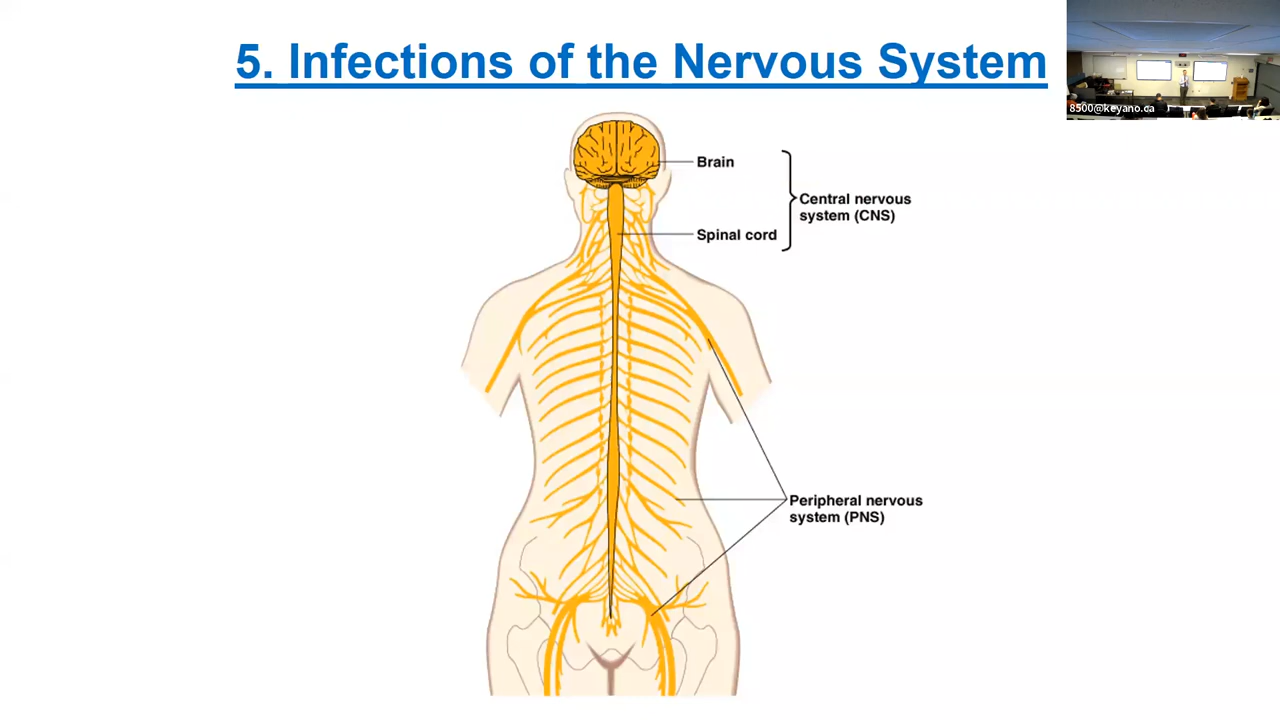 5. Infections of the Nervous System
8500@keyano.ca
Brain
Central nervous
system (CNS)
Spinal cord
Peripheral nervous
system (PNS)